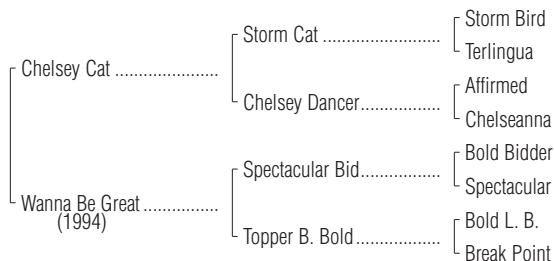 Storm Bird
Storm Cat ........................
Terlingua
Chelsey Cat .....................
Affirmed
Chelsey Dancer................
Chelseanna
Bold Bidder
Spectacular Bid................
Spectacular
Wanna Be Great ...............
(1994)
Bold L. B.
Topper B. Bold .................
Break Point